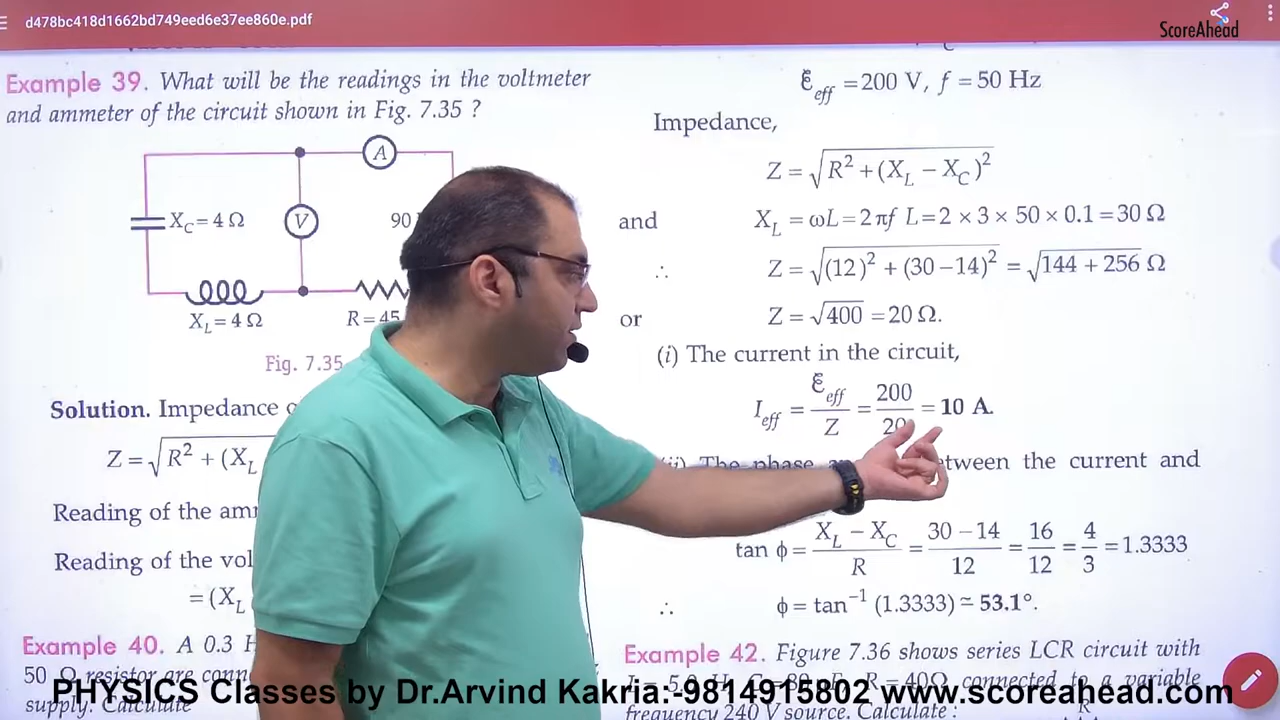 d478bc418d1662bd749eed6e37ee860e.pdf
ScoreAhead
Example 39. What will be the readings in the voltmeter
and ammeter of the circuit shown in Fig. 7.35 ?
A
X_C = 4 Ω
V
90
X_L = 4 Ω
R = 45
Fig. 7.35
Solution. Impedance
Z = √R² + (X_L
Reading of the
Reading of the
= (X_L
Example 40. A 0.3 H
50 Ω resistor are
supply. Calculate
ℰ_eff = 200 V, f = 50 Hz
Impedance,
Z = √R² + (X_L – X_C)²
and X_L = ωL = 2 πf L = 2 × 3 × 50 × 0.1 = 30 Ω
∴ Z = √(12)² + (30 – 14)² = √144 + 256 Ω
or Z = √400 = 20 Ω.
(i) The current in the circuit,
I_eff = ℰ_eff / Z = 200 / 20 = 10 A.
(ii) The phase between the current and
tan ϕ = X_L – X_C / R = 30 – 14 / 12 = 16 / 12 = 4 / 3 = 1.3333
∴ ϕ = tan⁻¹ (1.3333) ≃ 53.1°.
Example 42. Figure 7.36 shows series LCR circuit with
R = 40Ω connected to a variable
frequency 240 V source. Calculate :
R
PHYSICS Classes by Dr.Arvind Kakria:-9814915802 www.scoreahead.com